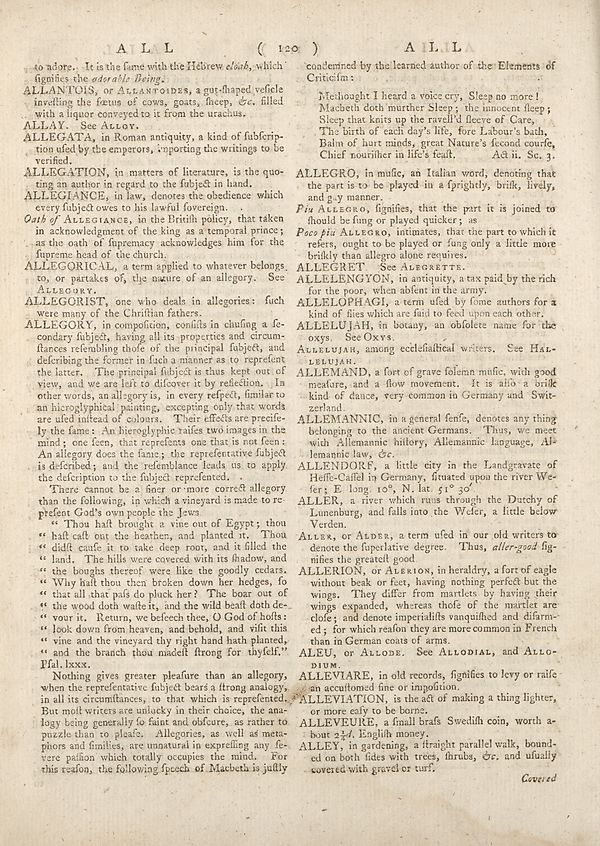 A L L ( 120 ) A L L
to adore. It is the ſame with the Hebrew eloah, which
ſignifies the adorable Being.
ALLANTOIS, or ALLANTOIDES, a gut-ſhaped veſicle
inveſting the fœtus of cows, goats, ſheep, &c. filled
with a liquor conveyed to it from the urachus.
ALLAY. See ALLOY.
ALLEGATA, in Roman antiquity, a kind of ſubſcrip-
tion uſed by the emperors, importing the writings to be
verified.
ALLEGATION, in matters of literature, is the quo-
ting an author in regard to the ſubject in hand.
ALLEGIANCE, in law, denotes the obedience which
every ſubject owes to his lawful ſovereign.
Oath of ALLEGIANCE, in the Britiſh policy, that taken
in acknowledgment of the king as a temporal prince;
as the oath of ſupremacy acknowledges him for the
ſupreme head of the church.
ALLEGORICAL, a term applied to whatever belongs
to, or partakes of, the nature of an allegory. See
ALLEGORY.
ALLEGORIST, one who deals in allegories: ſuch
were many of the Chriſtian fathers.
ALLEGORY, in compoſition, conſiſts in chuſing a ſe-
condary ſubject, having all its properties and circum-
ſtances reſembling thoſe of the principal ſubject, and
deſcribing the former in ſuch a manner as to repreſent
the latter. The principal ſubject is thus kept out of
view, and we are left to diſcover it by reflection. In
other words, an allegory is, in every reſpect, ſimilar to
an hieroglyphical painting, excepting only that words
are uſed inſtead of colours. Their effects are preciſe-
ly the ſame: An hieroglyphic raiſes two images in the
mind; one ſeen, that repreſents one that is not ſeen:
An allegory does the ſame; the repreſentative ſubject
is deſcribed; and the reſemblance leads us to apply
the deſcription to the ſubject repreſented.
There cannot be a finer or more correct allegory
than the following, in which a vineyard is made to re-
preſent God's own people the Jews.
“ Thou haſt brought a vine out of Egypt; thou
“ haſt caſt out the heathen, and planted it. Thou
“ didſt cauſe it to take deep root, and it filled the
“ land. The hills were covered with its ſhadow, and
“ the boughs thereof were like the goodly cedars.
“ Why haſt thou then broken down her hedges, ſo
“ that all that paſs do pluck her? The boar out of
“ the wood doth waſte it, and the wild beaſt doth de-
“ vour it. Return, we beſeech thee, O God of hoſts:
“ look down from heaven, and behold, and viſit this
“ vine and the vineyard thy right hand hath planted,
“ and the branch thou madeſt ſtrong for thyſelf.”
Pſal. lxxx.
Nothing gives greater pleaſure than an allegory,
when the repreſentative ſubject bears a ſtrong analogy,
in all its circumſtances, to that which is repreſented.
But moſt writers are unlucky in their choice, the ana-
logy being generally ſo faint and obſcure, as rather to
puzzle than to pleaſe. Allegories, as well as meta-
phors and ſimilies, are unnatural in expreſſing any ſe-
vere paſſion which totally occupies the mind. For
this reaſon, the following ſpeech of Macbeth is juſtly
condemned by the learned author of the Elements of
Criticiſm:
Methought I heard a voice cry, Sleep no more!
Macbeth doth murther Sleep; the innocent ſleep;
Sleep that knits up the ravell'd ſleeve of Care,
The birth of each day's life, ſore Labour's bath,
Balm of hurt minds, great Nature's ſecond courſe,
Chief nouriſher in life's feaſt. Act ii. Sc. 3.
ALLEGRO, in muſic, an Italian word, denoting that
the part is to be played in a ſprightly, briſk, lively,
and gay manner.
Piu ALLEGRO, ſignifies, that the part it is joined to
ſhould be ſung or played quicker; as
Poco piu ALLEGRO, intimates, that the part to which it
refers, ought to be played or ſung only a little more
briſkly than allegro alone requires.
ALLEGRET See ALEGRETTE.
ALLELENGYON, in antiquity, a tax paid by the rich
for the poor, when abſent in the army.
ALLELOPHAGI, a term uſed by ſome authors for a
kind of flies which are ſaid to feed upon each other.
ALLELUJAH, in botany, an obſolete name for the
oxys. See OXYS.
ALLELUJAH, among eccleſiaſtical writers. See HAL-
LELUJAH.
ALLEMAND, a ſort of grave ſolemn muſic, with good
meaſure, and a ſlow movement. It is alſo a briſk
kind of dance, very common in Germany and Swit-
zerland.
ALLEMANNIC, in a general ſenſe, denotes any thing
belonging to the ancient Germans. Thus, we meet
with Allemannic hiſtory, Allemannic language, Al-
lemannic law, &c.
ALLENDORF, a little city in the Landgravate of
Heſſe-Caſſel in Germany, ſituated upon the river We-
ſer; E long. 10°, N. lat. 51° 30'.
ALLER, a river which runs through the Dutchy of
Lunenburg, and falls into the Weſer, a little below
Verden.
ALLER, or ALDER, a term uſed in our old writers to
denote the ſuperlative degree. Thus, aller-good ſig-
nifies the greateſt good
ALLERION, or ALERION, in heraldry, a ſort of eagle
without beak or feet, having nothing perfect but the
wings. They differ from martlets by having their
wings expanded, whereas thoſe of the martlet are
cloſe; and denote imperialiſts vanquiſhed and diſarm-
ed; for which reaſon they are more common in French
than in German coats of arms.
ALEU, or ALLODE. See ALLODIAL, and ALLO-
DIUM.
ALLEVIARE, in old records, ſignifies to levy or raiſe
an accuſtomed fine or impoſition.
ALLEVIATION, is the act of making a thing lighter,
or more eaſy to be borne.
ALLEVEURE, a ſmall braſs Swediſh coin, worth a-
bout 2¼d. Engliſh money.
ALLEY, in gardening, a ſtraight parallel walk, bound-
ed on both ſides with trees, ſhrubs, &c. and uſually
covered with gravel or turf.
Covered